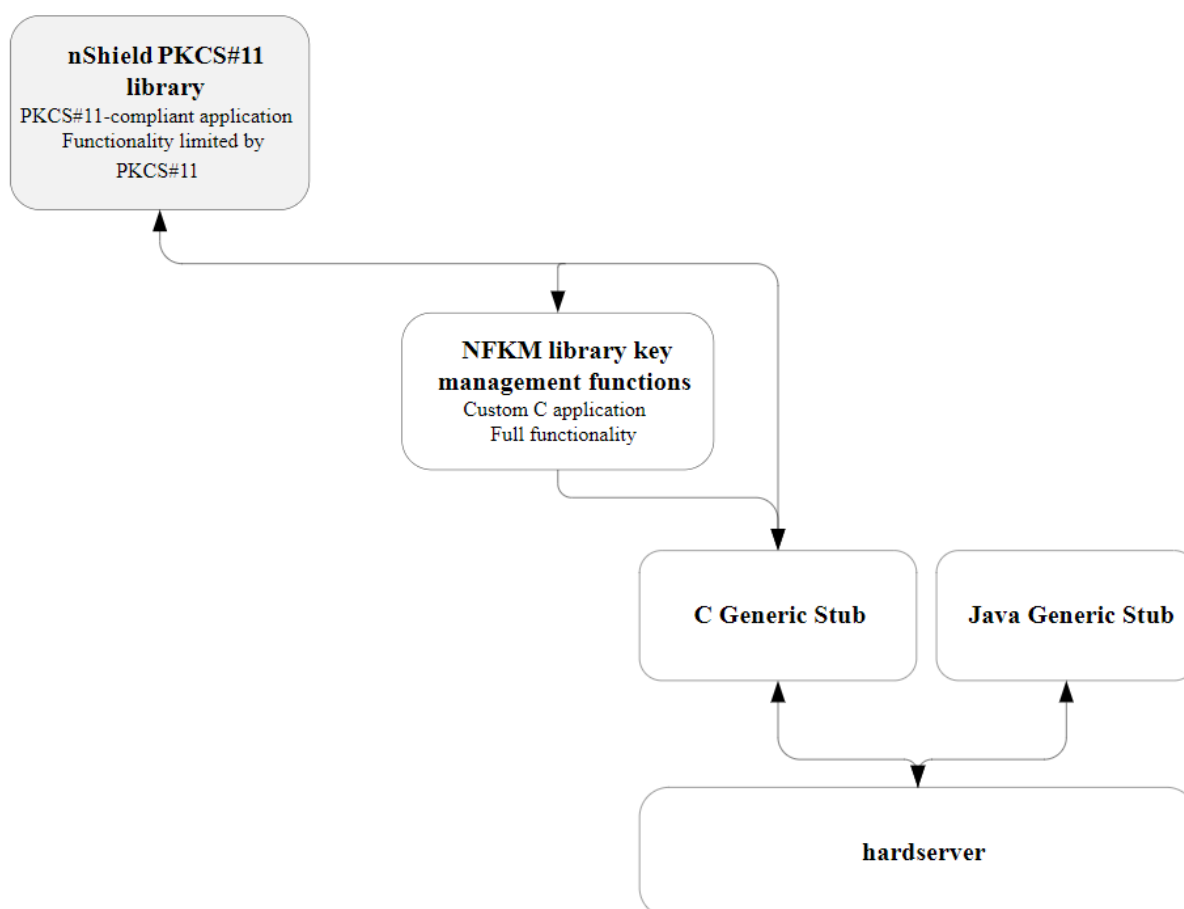 nShield PKCS#11
library
PKCS#11-compliant application
Functionality limited by
PKCS#11
NFKM library key
management functions
Custom C application
Full functionality
C Generic Stub
Java Generic Stub
hardserver